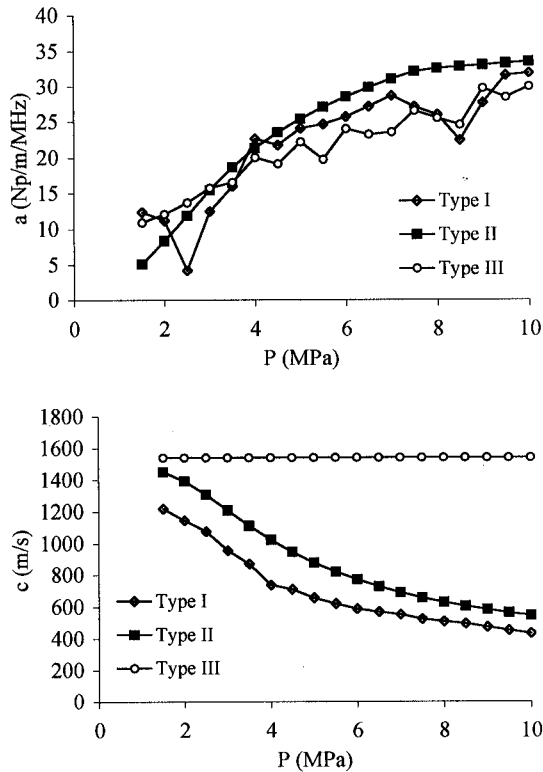 35
30
25
20
15
10
5
0
a (Np/m/MHz)
Type I
Type II
Type III
0 2 4 6 8 10
P (MPa)
1800
1600
1400
1200
1000
800
600
400
200
0
c (m/s)
Type I
Type II
Type III
0 2 4 6 8 10
P (MPa)